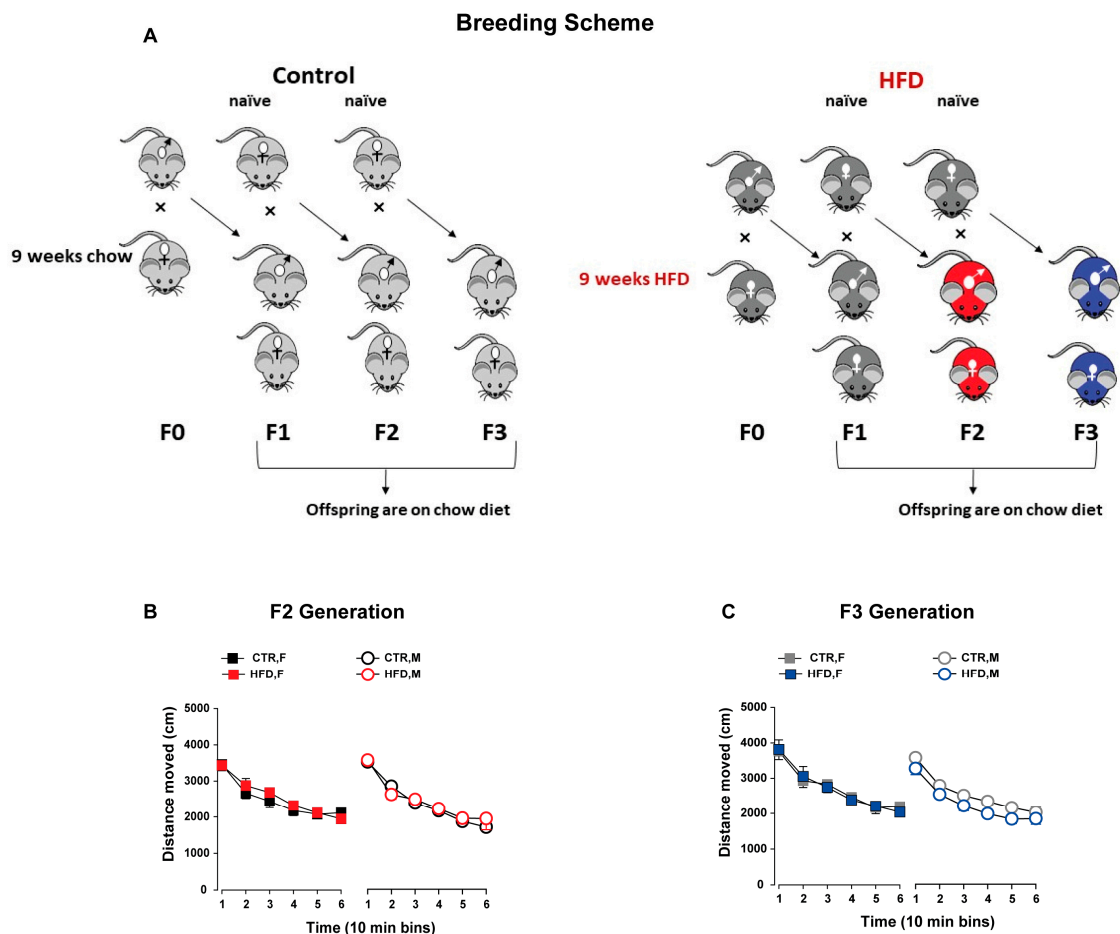 Breeding Scheme
A
Control
naïve naïve
× × ×
9 weeks chow
F0 F1 F2 F3
Offspring are on chow diet
HFD
naïve naïve
× × ×
9 weeks HFD
F0 F1 F2 F3
Offspring are on chow diet
B F2 Generation
CTR,F CTR,M
HFD,F HFD,M
Distance moved (cm)
5000
4000
3000
2000
1000
0
1 2 3 4 5 6 1 2 3 4 5 6
Time (10 min bins)
C F3 Generation
CTR,F CTR,M
HFD,F HFD,M
Distance moved (cm)
5000
4000
3000
2000
1000
0
1 2 3 4 5 6 1 2 3 4 5 6
Time (10 min bins)